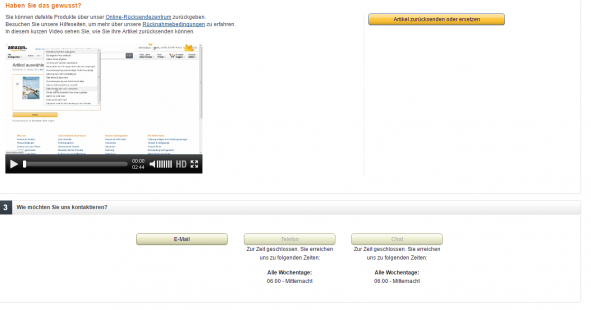 Haben Sie das gewusst?
Sie können defekte Produkte über unser Online-Rücksendezentrum zurückgeben.
Besuchen Sie unsere Hilfeseiten, um mehr über unsere Rücknahmebedingungen zu erfahren.
In diesem kurzen Video sehen Sie, wie Sie Ihre Artikel zurücksenden können.
Artikel zurücksenden oder ersetzen
amazon
00:00
02:44
HD
3 Wie möchten Sie uns kontaktieren?
E-Mail
Telefon
Zur Zeit geschlossen. Sie erreichen
uns zu folgenden Zeiten:
Alle Wochentage:
06:00 - Mitternacht
Chat
Zur Zeit geschlossen. Sie erreichen
uns zu folgenden Zeiten:
Alle Wochentage:
06:00 - Mitternacht